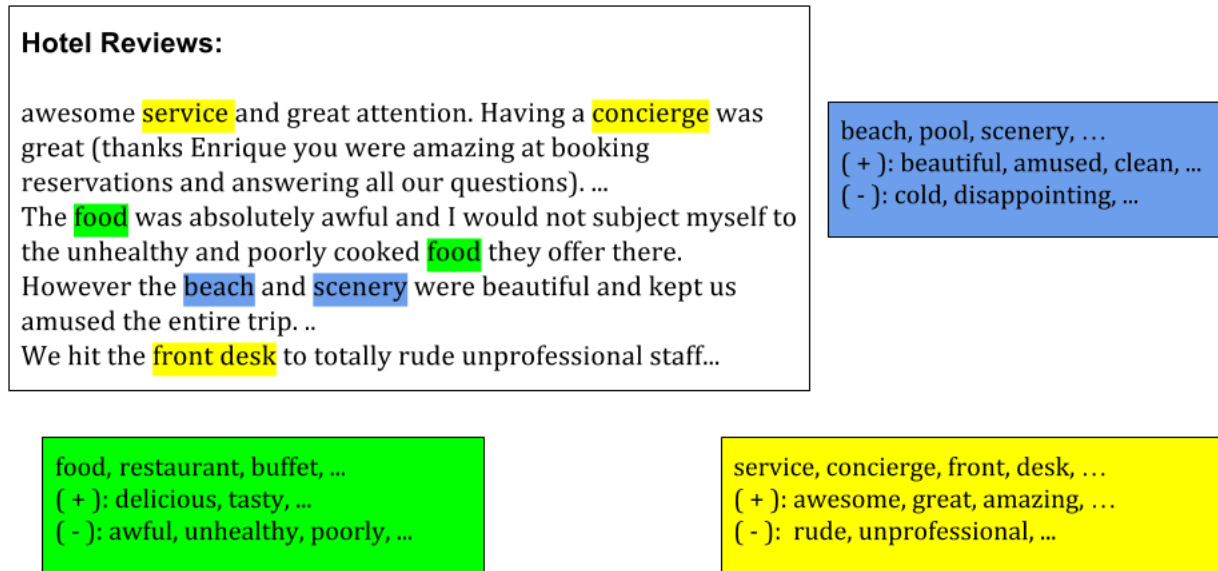 Hotel Reviews:
awesome service and great attention. Having a concierge was
great (thanks Enrique you were amazing at booking
reservations and answering all our questions). ...
The food was absolutely awful and I would not subject myself to
the unhealthy and poorly cooked food they offer there.
However the beach and scenery were beautiful and kept us
amused the entire trip. ..
We hit the front desk to totally rude unprofessional staff...
beach, pool, scenery, …
( + ): beautiful, amused, clean, ...
( - ): cold, disappointing, ...
food, restaurant, buffet, ...
( + ): delicious, tasty, ...
( - ): awful, unhealthy, poorly, ...
service, concierge, front, desk, …
( + ): awesome, great, amazing, …
( - ):  rude, unprofessional, ...